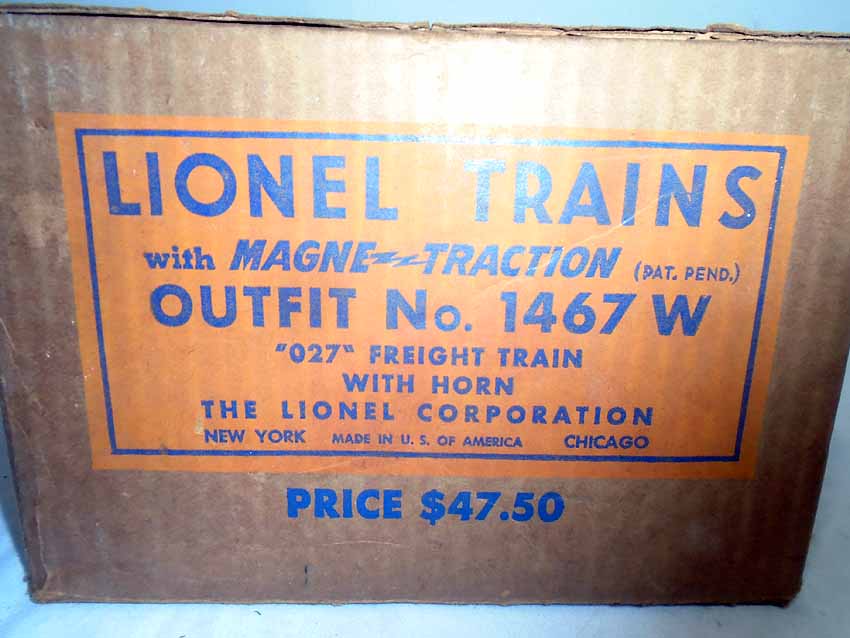 LIONEL TRAINS
with MAGNE-TRACTION (PAT. PEND.)
OUTFIT No. 1467 W
"027" FREIGHT TRAIN
WITH HORN
THE LIONEL CORPORATION
NEW YORK MADE IN U. S. OF AMERICA CHICAGO
PRICE $47.50